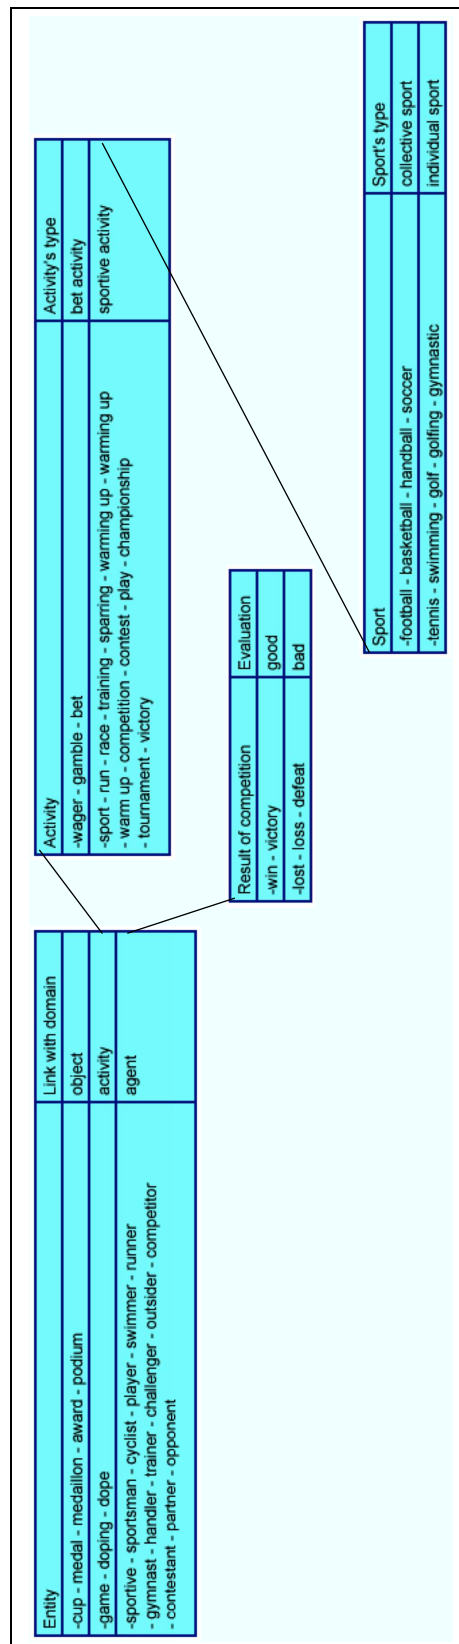 Entity Link with domain
-cup - medal - medaillon - award - podium object
-game - doping - dope activity
-sportive - sportsman - cyclist - player - swimmer - runner agent
- gymnast - handler - trainer - challenger - outsider - competitor
- contestant - partner - opponent
Activity Activity's type
-wager - gamble - bet bet activity
-sport - run - race - training - sparring - warming up - warming up sportive activity
- warm up - competition - contest - play - championship
- tournament - victory
Result of competition Evaluation
-win - victory good
-lost - loss - defeat bad
Sport Sport's type
-football - basketball - handball - soccer collective sport
-tennis - swimming - golf - golfing - gymnastic individual sport